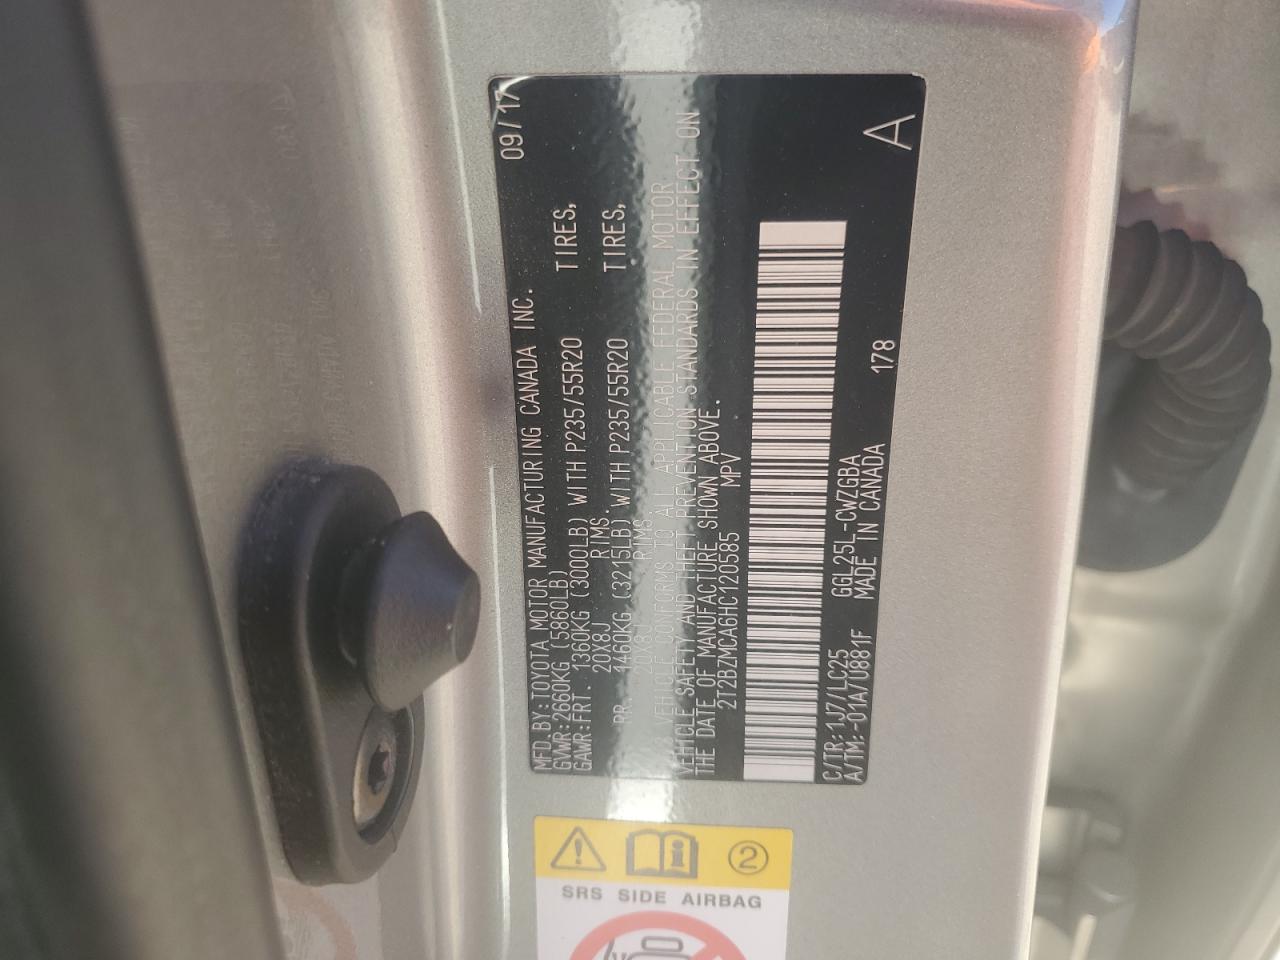 09/17
MFD.BY:TOYOTA MOTOR MANUFACTURING CANADA INC.
GVWR:2660KG (5860LB)
GAWR:FRT. 1360KG (3000LB) WITH P235/55R20 TIRES,
20X8J RIMS.
RR. 1460KG (3215LB) WITH P235/55R20 TIRES,
20X8J RIMS.
VEHICLE CONFORMS TO ALL APPLICABLE FEDERAL MOTOR
VEHICLE SAFETY AND THEFT PREVENTION STANDARDS IN EFFECT ON
THE DATE OF MANUFACTURE SHOWN ABOVE.
2T2BZMCA6HC120585 MPV
C/TR:1J7/LC25 GGL25L-CWZGBA 178
A/TM:-01A/U881F MADE IN CANADA A
2
SRS SIDE AIRBAG